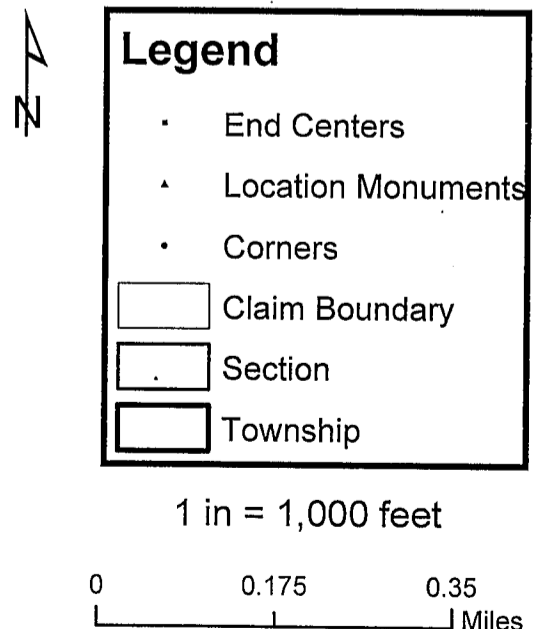 N
Legend
End Centers
Location Monuments
Corners
Claim Boundary
Section
Township
1 in = 1,000 feet
0 0.175 0.35
Miles